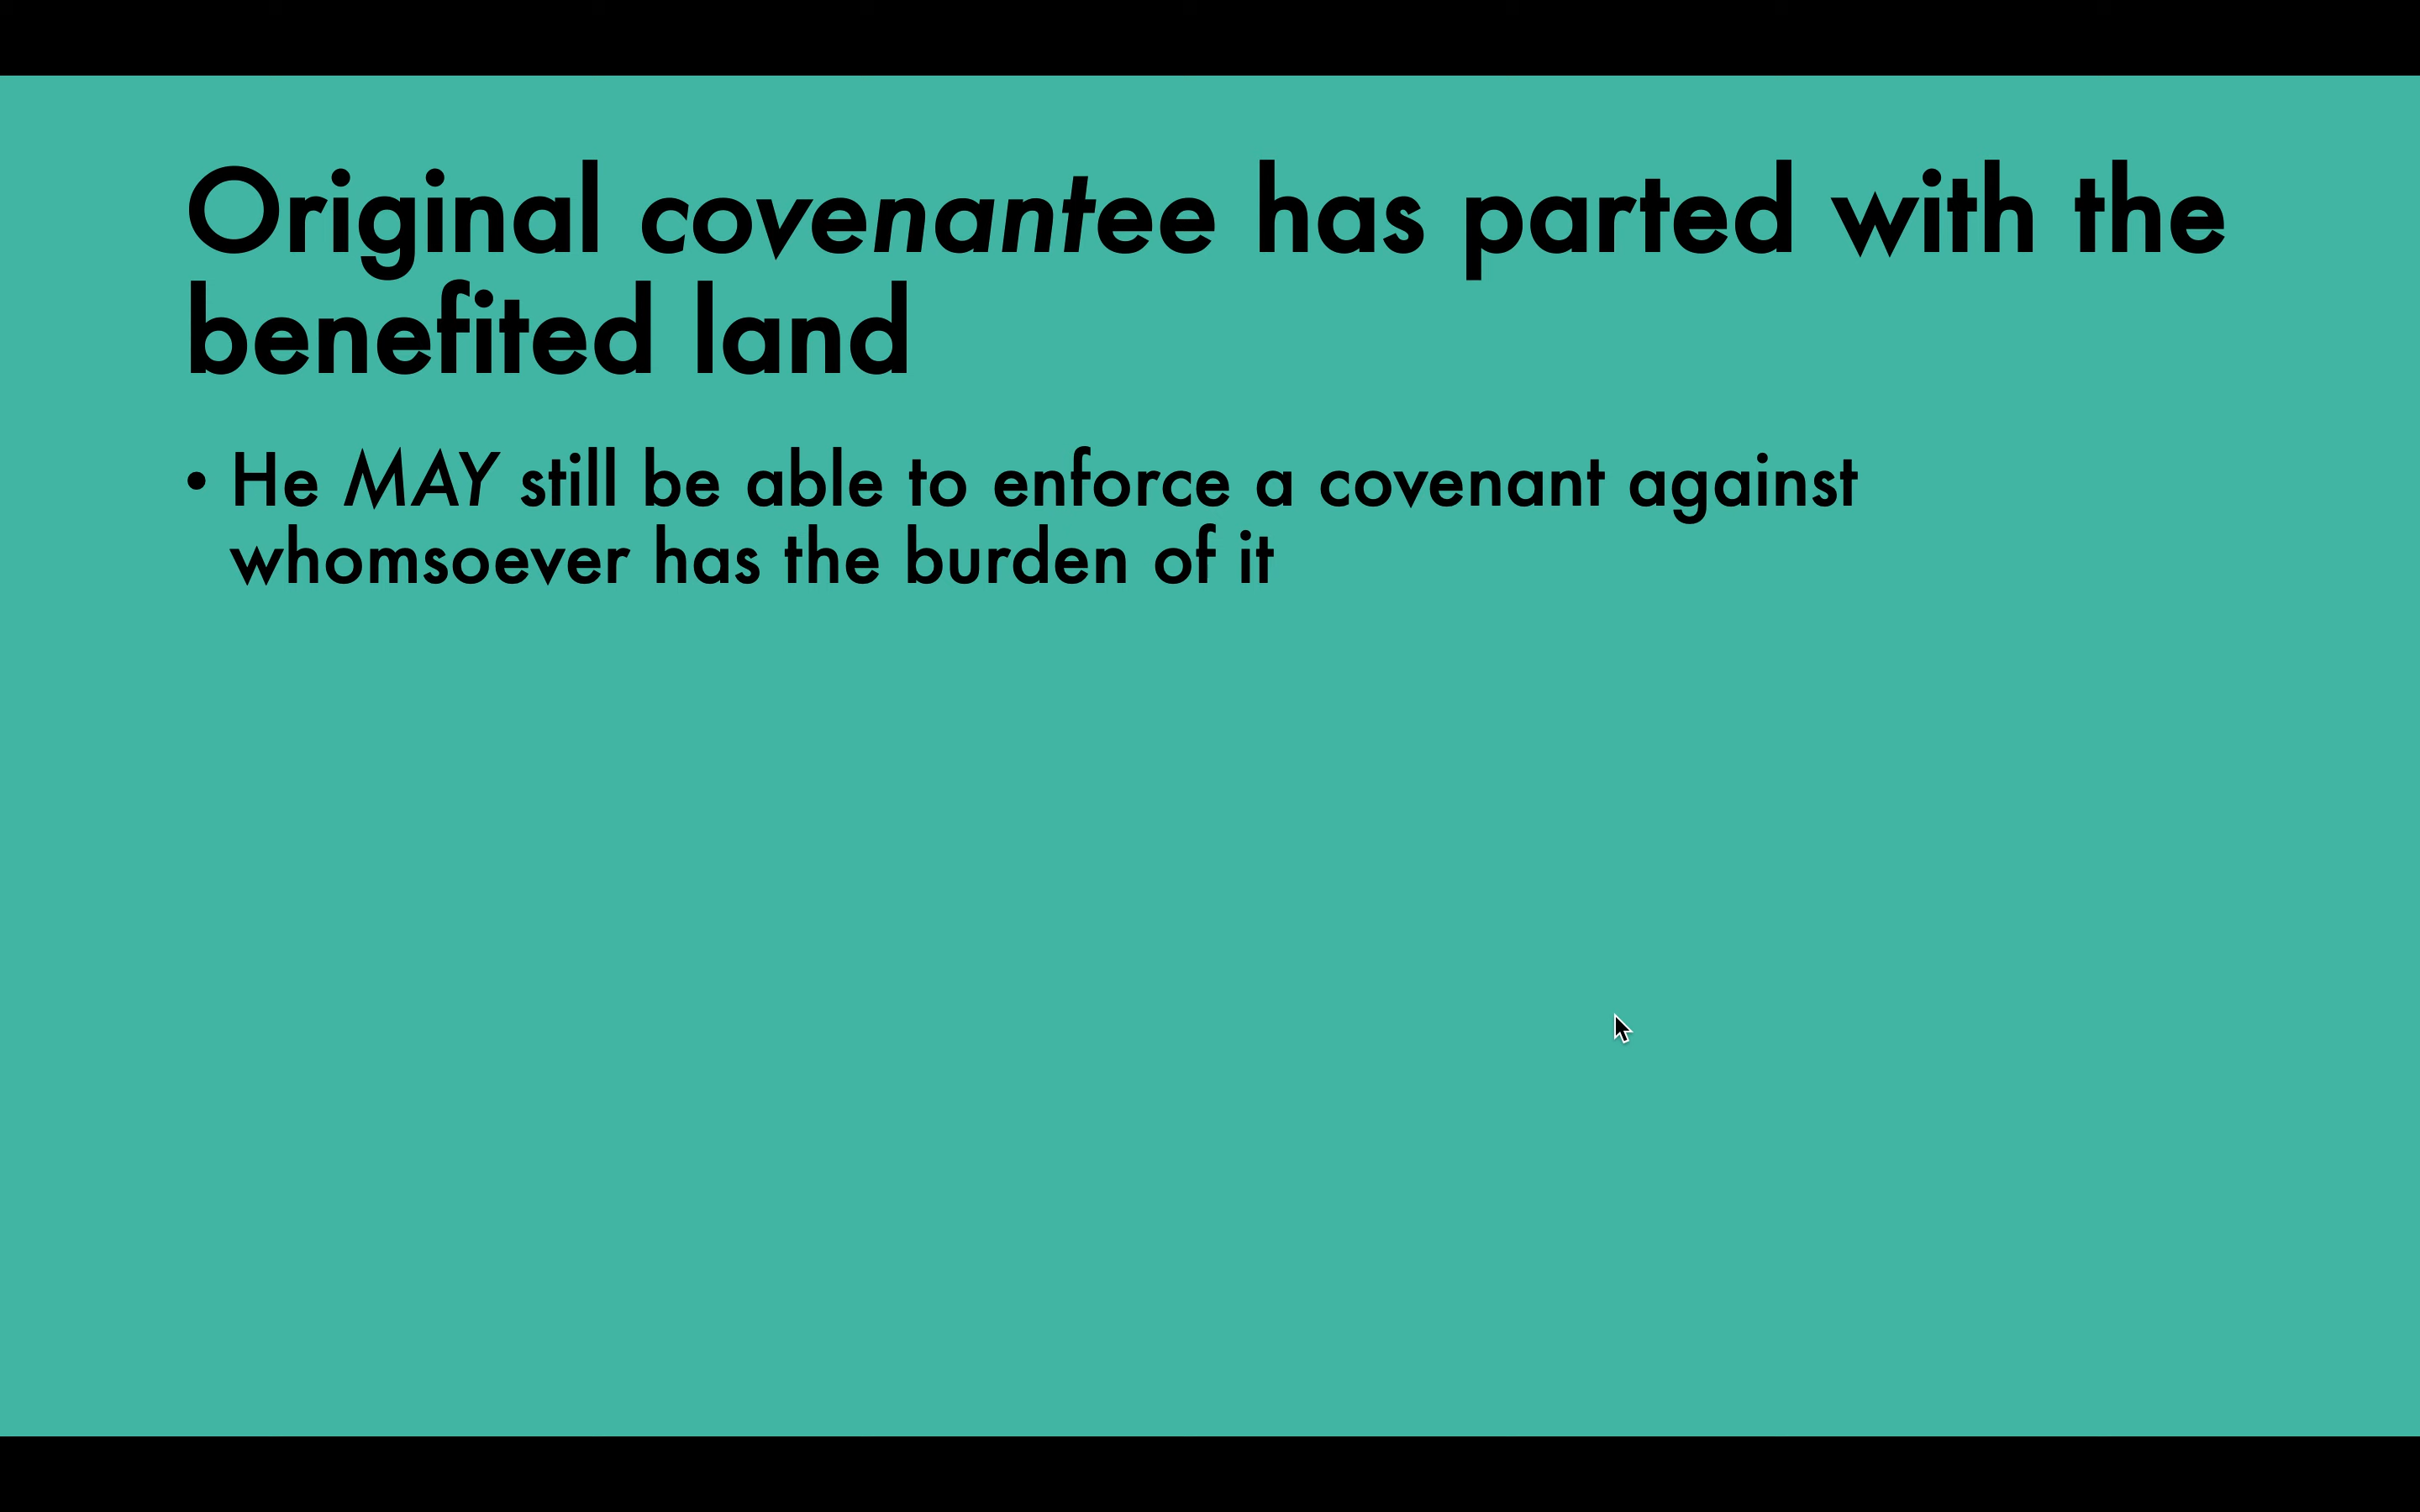 Original covenantee has parted with the
benefited land
• He MAY still be able to enforce a covenant against
whomsoever has the burden of it